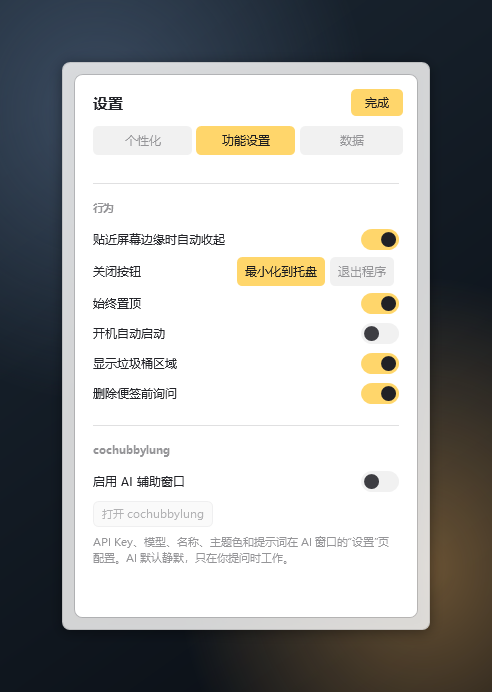 设置
完成
个性化
功能设置
数据
行为
贴近屏幕边缘时自动收起
关闭按钮
最小化到托盘
退出程序
始终置顶
开机自动启动
显示垃圾桶区域
删除便签前询问
cochubbylung
启用 AI 辅助窗口
打开 cochubbylung
API Key、模型、名称、主题色和提示词在 AI 窗口的“设置”页
配置。AI 默认静默，只在你提问时工作。